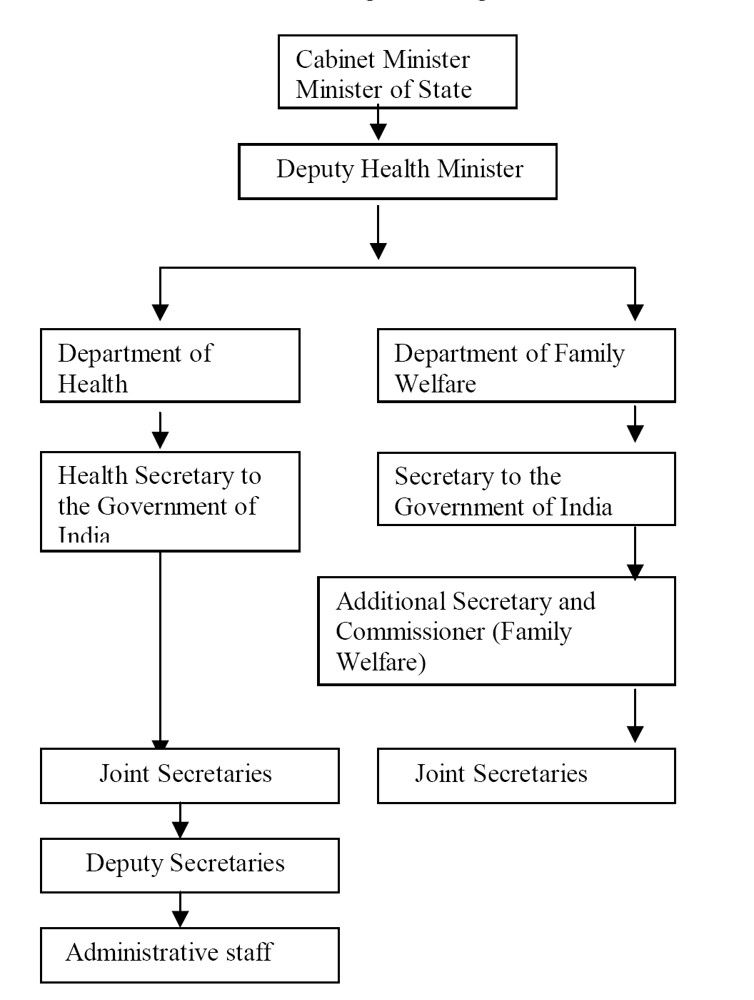 Cabinet Minister
Minister of State
Deputy Health Minister
Department of
Health
Department of Family
Welfare
Health Secretary to
the Government of
India
Secretary to the
Government of India
Additional Secretary and
Commissioner (Family
Welfare)
Joint Secretaries
Joint Secretaries
Deputy Secretaries
Administrative staff